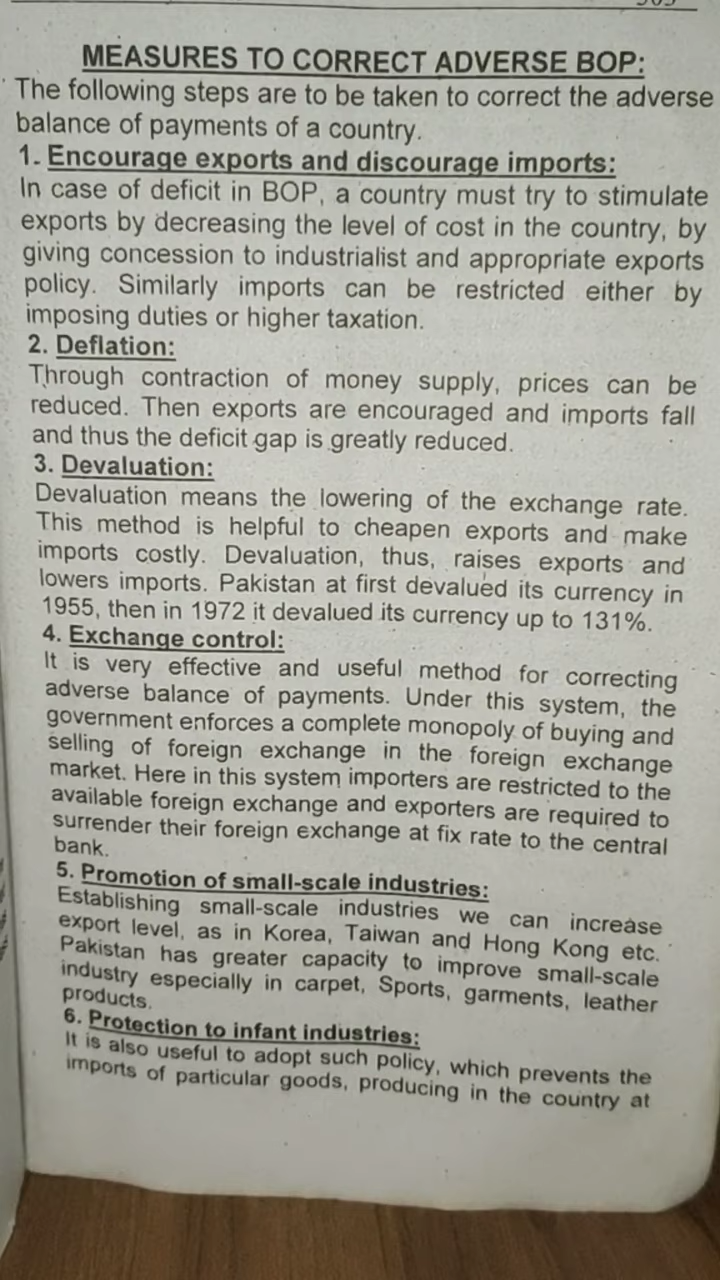 MEASURES TO CORRECT ADVERSE BOP:
The following steps are to be taken to correct the adverse
balance of payments of a country.
1. Encourage exports and discourage imports:
In case of deficit in BOP, a country must try to stimulate
exports by decreasing the level of cost in the country, by
giving concession to industrialist and appropriate exports
policy. Similarly imports can be restricted either by
imposing duties or higher taxation.
2. Deflation:
Through contraction of money supply, prices can be
reduced. Then exports are encouraged and imports fall
and thus the deficit gap is greatly reduced.
3. Devaluation:
Devaluation means the lowering of the exchange rate.
This method is helpful to cheapen exports and make
imports costly. Devaluation, thus, raises exports and
lowers imports. Pakistan at first devalued its currency in
1955, then in 1972 it devalued its currency up to 131%.
4. Exchange control:
It is very effective and useful method for correcting
adverse balance of payments. Under this system, the
government enforces a complete monopoly of buying and
selling of foreign exchange in the foreign exchange
market. Here in this system importers are restricted to the
available foreign exchange and exporters are required to
surrender their foreign exchange at fix rate to the central
bank.
5. Promotion of small-scale industries:
Establishing small-scale industries we can increase
export level, as in Korea, Taiwan and Hong Kong etc.
Pakistan has greater capacity to improve small-scale
industry especially in carpet, Sports, garments, leather
products.
6. Protection to infant industries:
It is also useful to adopt such policy, which prevents the
imports of particular goods, producing in the country at